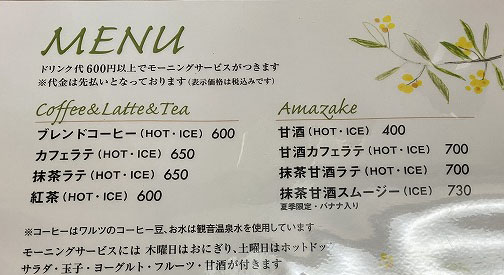 MENU
ドリンク代600円以上でモーニングサービスがつきます
※代金は先払いとなっております(表示価格は税込みです)
Coffee&Latte&Tea
ブレンドコーヒー(HOT・ICE) 600
カフェラテ(HOT・ICE) 650
抹茶ラテ(HOT・ICE) 650
紅茶(HOT・ICE) 600
Amazake
甘酒(HOT・ICE) 400
甘酒カフェラテ(HOT・ICE) 700
抹茶甘酒ラテ(HOT・ICE) 700
抹茶甘酒スムージー(ICE) 730
夏季限定・バナナ入り
※コーヒーはワルツのコーヒー豆、お水は観音温泉水を使用しています
モーニングサービスには 木曜日はおにぎり、土曜日はホットドッ
サラダ・玉子・ヨーグルト・フルーツ・甘酒が付きます